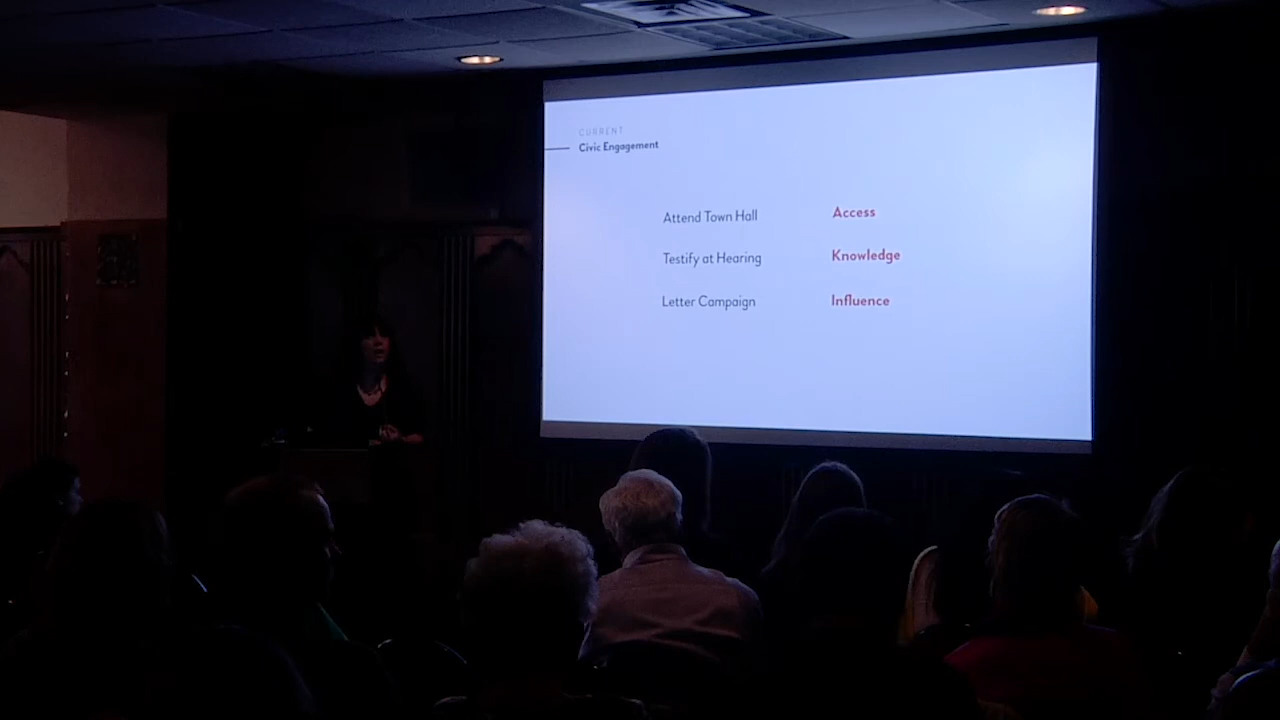 CURRENT
Civic Engagement
Attend Town Hall Access
Testify at Hearing Knowledge
Letter Campaign Influence